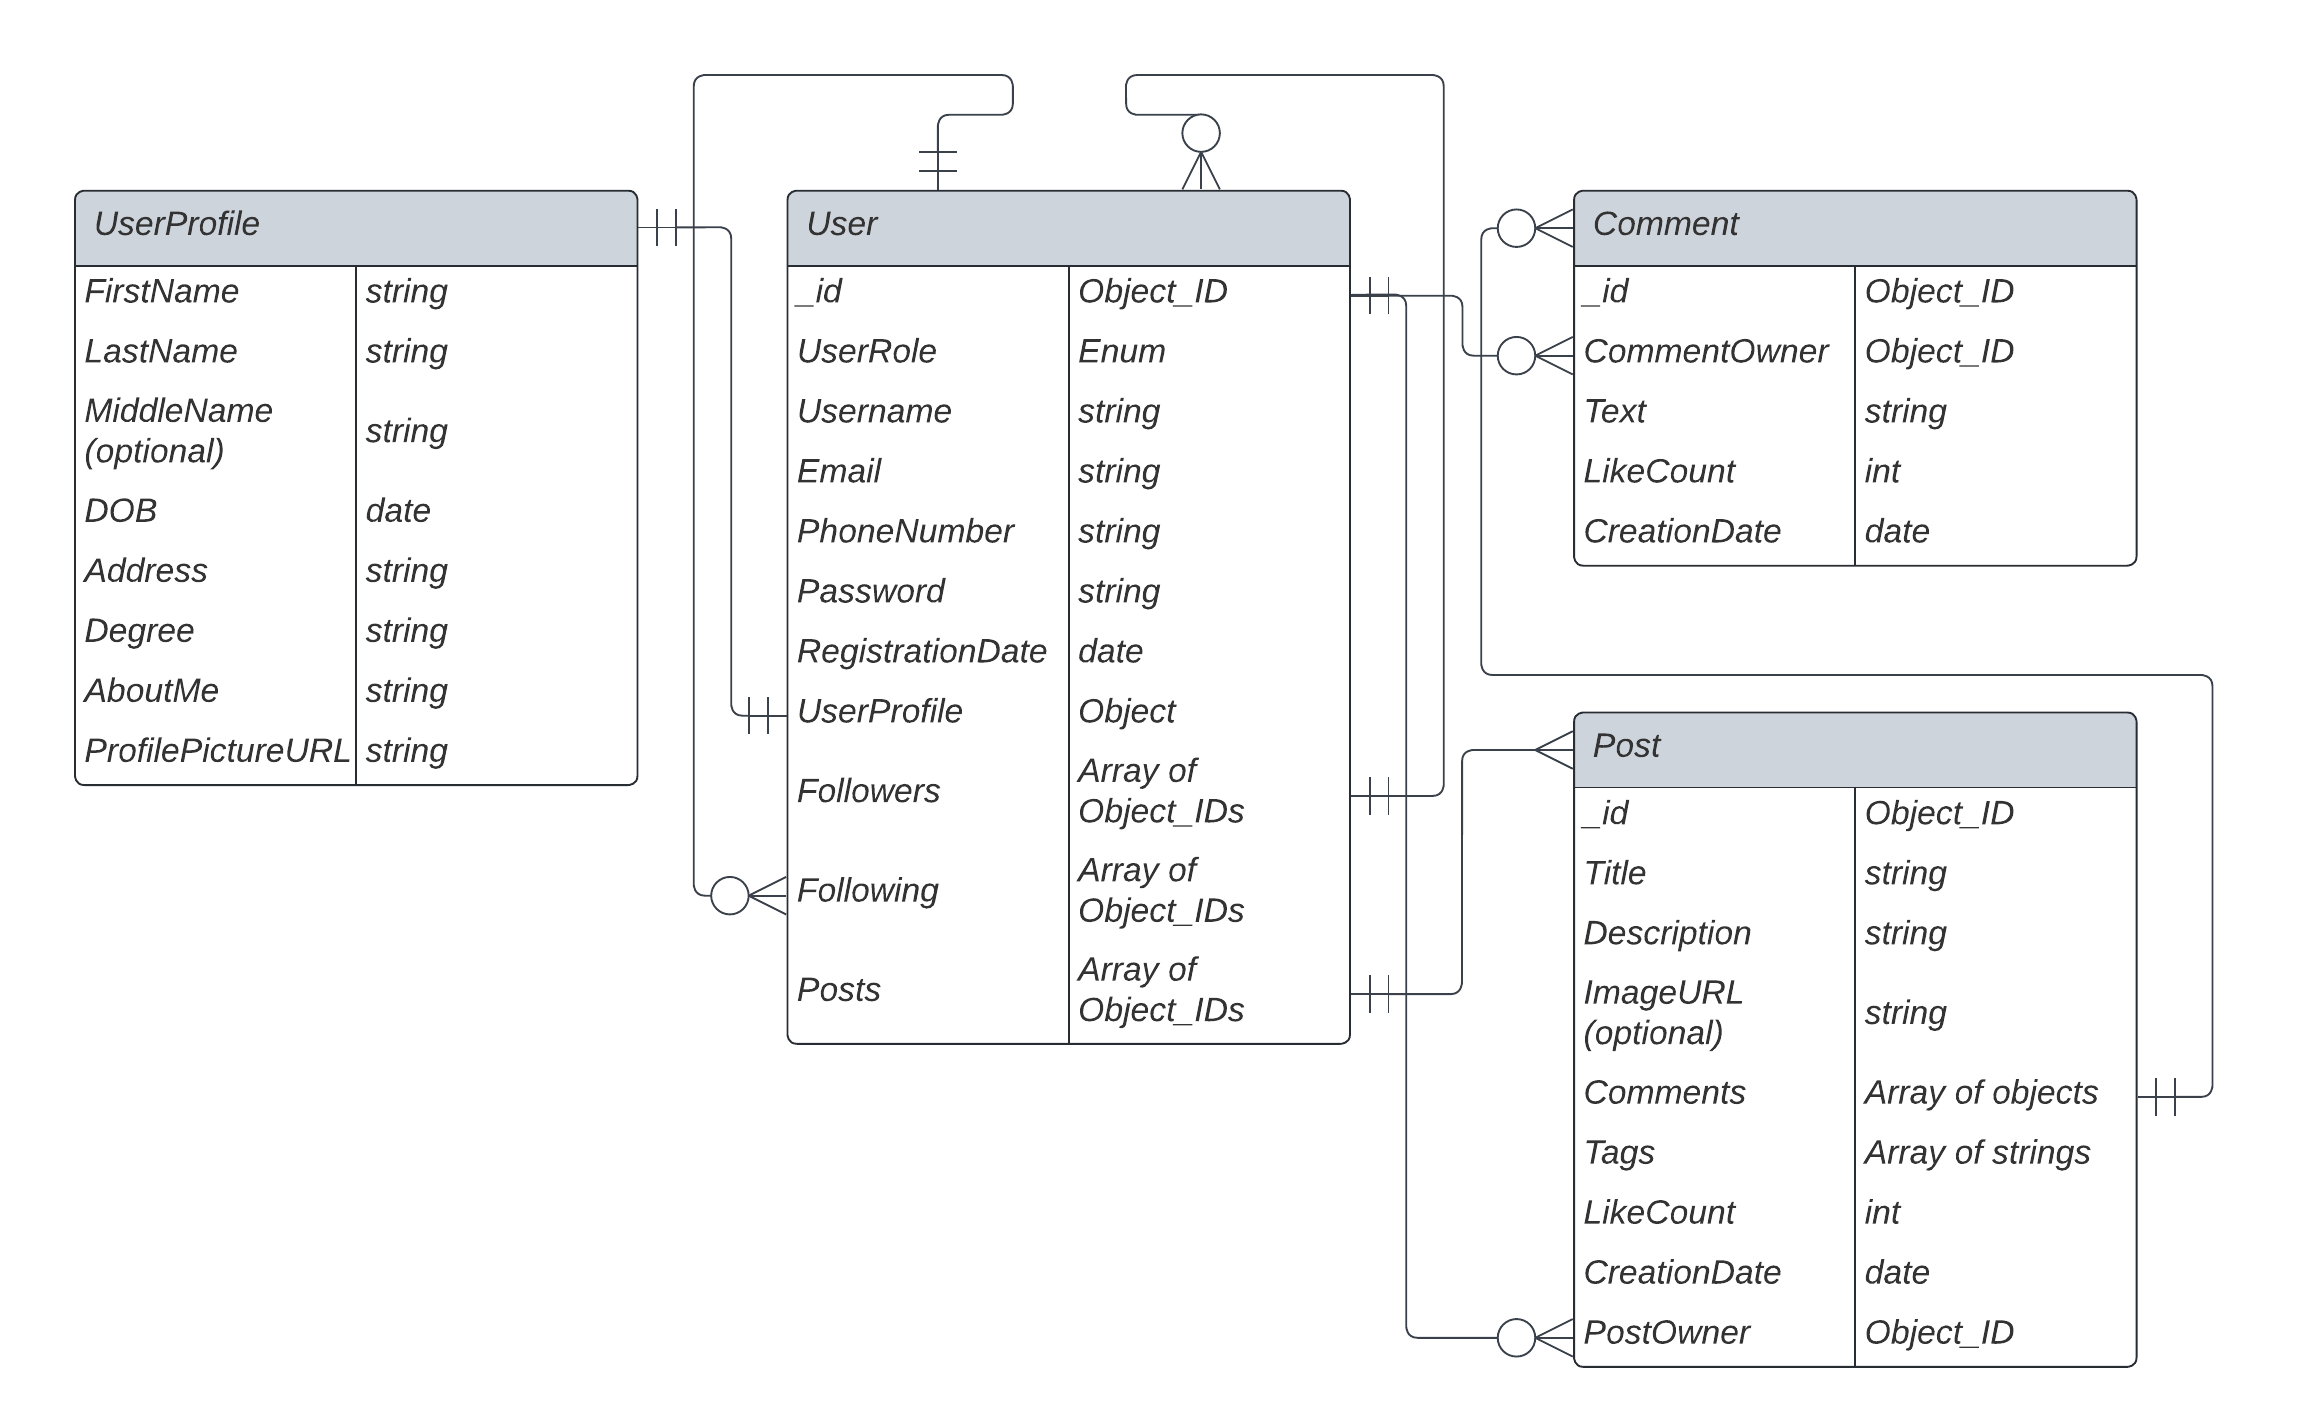 UserProfile
FirstName string
LastName string
MiddleName
(optional)
string
DOB date
Address string
Degree string
AboutMe string
ProfilePictureURL string
User
_id Object_ID
UserRole Enum
Username string
Email string
PhoneNumber string
Password string
RegistrationDate date
UserProfile Object
Followers
Array of
Object_IDs
Following
Array of
Object_IDs
Posts
Array of
Object_IDs
Comment
_id Object_ID
CommentOwner Object_ID
Text string
LikeCount int
CreationDate date
Post
_id Object_ID
Title string
Description string
ImageURL
(optional)
string
Comments Array of objects
Tags Array of strings
LikeCount int
CreationDate date
PostOwner Object_ID